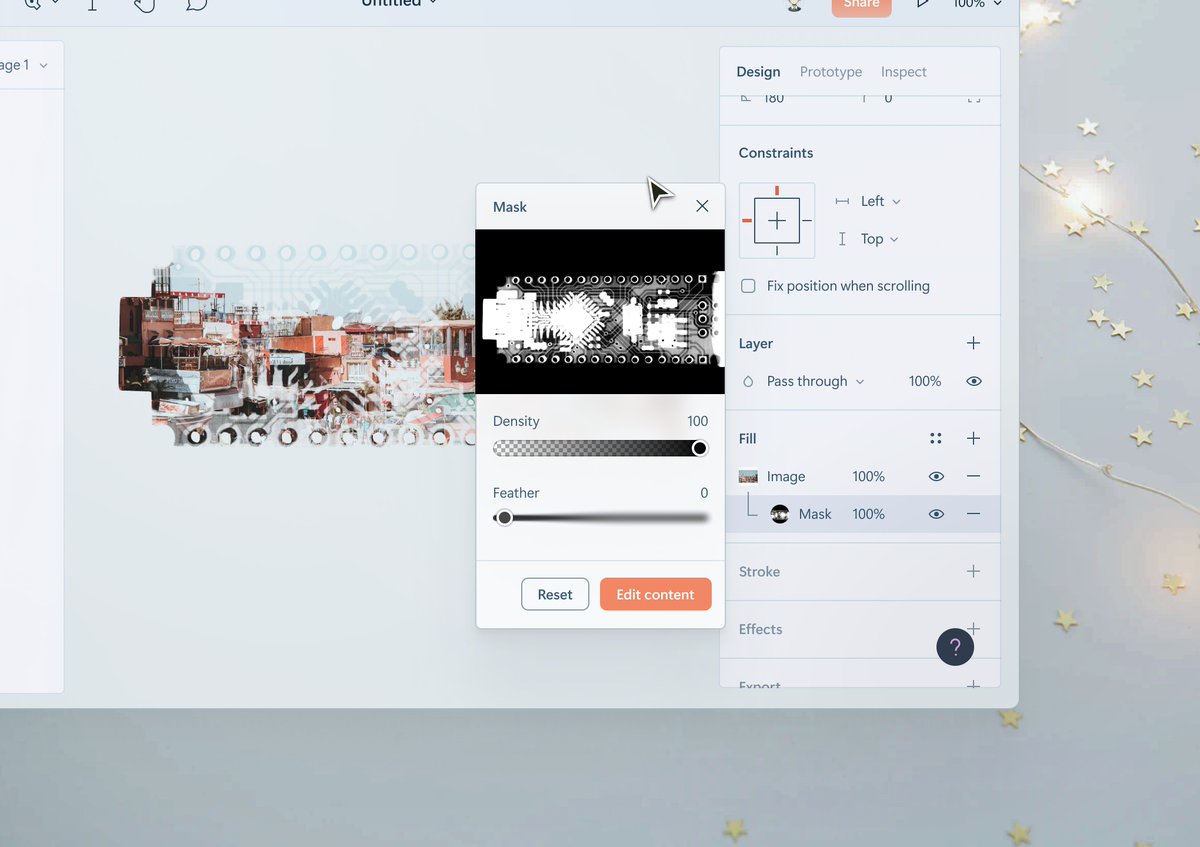 Untitled
Share
100%
age 1
Design Prototype Inspect
180 0
Constraints
Left
Top
Fix position when scrolling
Layer
Pass through 100%
Fill
Image 100%
Mask 100%
Stroke
Effects
?
Export
Mask
Density 100
Feather 0
Reset Edit content